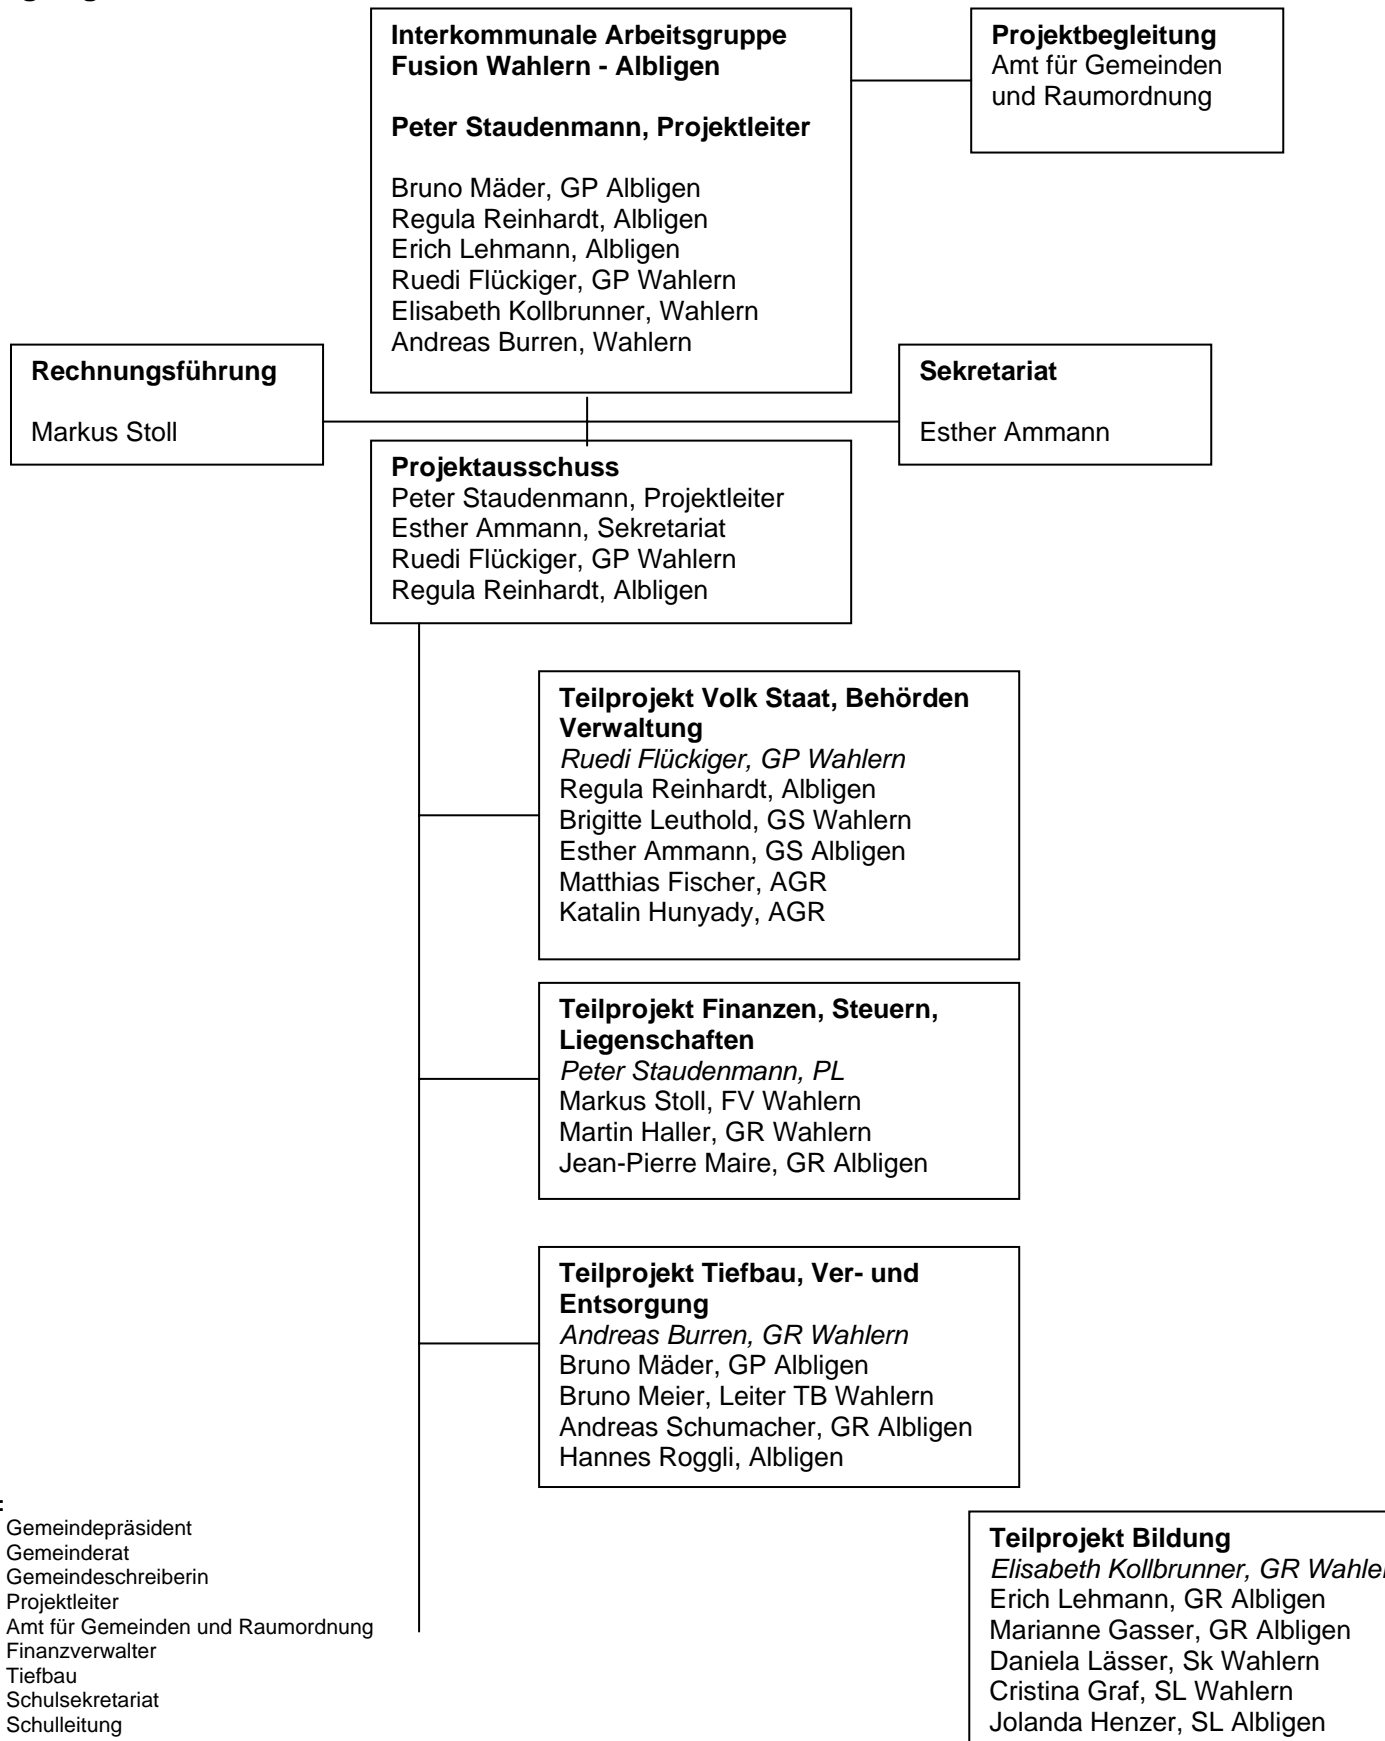 Interkommunale Arbeitsgruppe
Fusion Wahlern - Albligen
Peter Staudenmann, Projektleiter
Bruno Mäder, GP Albligen
Regula Reinhardt, Albligen
Erich Lehmann, Albligen
Ruedi Flückiger, GP Wahlern
Elisabeth Kollbrunner, Wahlern
Andreas Burren, Wahlern
Projektbegleitung
Amt für Gemeinden
und Raumordnung
Rechnungsführung
Markus Stoll
Sekretariat
Esther Ammann
Projektausschuss
Peter Staudenmann, Projektleiter
Esther Ammann, Sekretariat
Ruedi Flückiger, GP Wahlern
Regula Reinhardt, Albligen
Teilprojekt Volk Staat, Behörden
Verwaltung
Ruedi Flückiger, GP Wahlern
Regula Reinhardt, Albligen
Brigitte Leuthold, GS Wahlern
Esther Ammann, GS Albligen
Matthias Fischer, AGR
Katalin Hunyady, AGR
Teilprojekt Finanzen, Steuern,
Liegenschaften
Peter Staudenmann, PL
Markus Stoll, FV Wahlern
Martin Haller, GR Wahlern
Jean-Pierre Maire, GR Albligen
Teilprojekt Tiefbau, Ver- und
Entsorgung
Andreas Burren, GR Wahlern
Bruno Mäder, GP Albligen
Bruno Meier, Leiter TB Wahlern
Andreas Schumacher, GR Albligen
Hannes Roggli, Albligen
:
Gemeindepräsident
Gemeinderat
Gemeindeschreiberin
Projektleiter
Amt für Gemeinden und Raumordnung
Finanzverwalter
Tiefbau
Schulsekretariat
Schulleitung
Teilprojekt Bildung
Elisabeth Kollbrunner, GR
Erich Lehmann, GR Albligen
Marianne Gasser, GR Albligen
Daniela Lässer, Sk Wahlern
Cristina Graf, SL Wahlern
Jolanda Henzer, SL Albligen